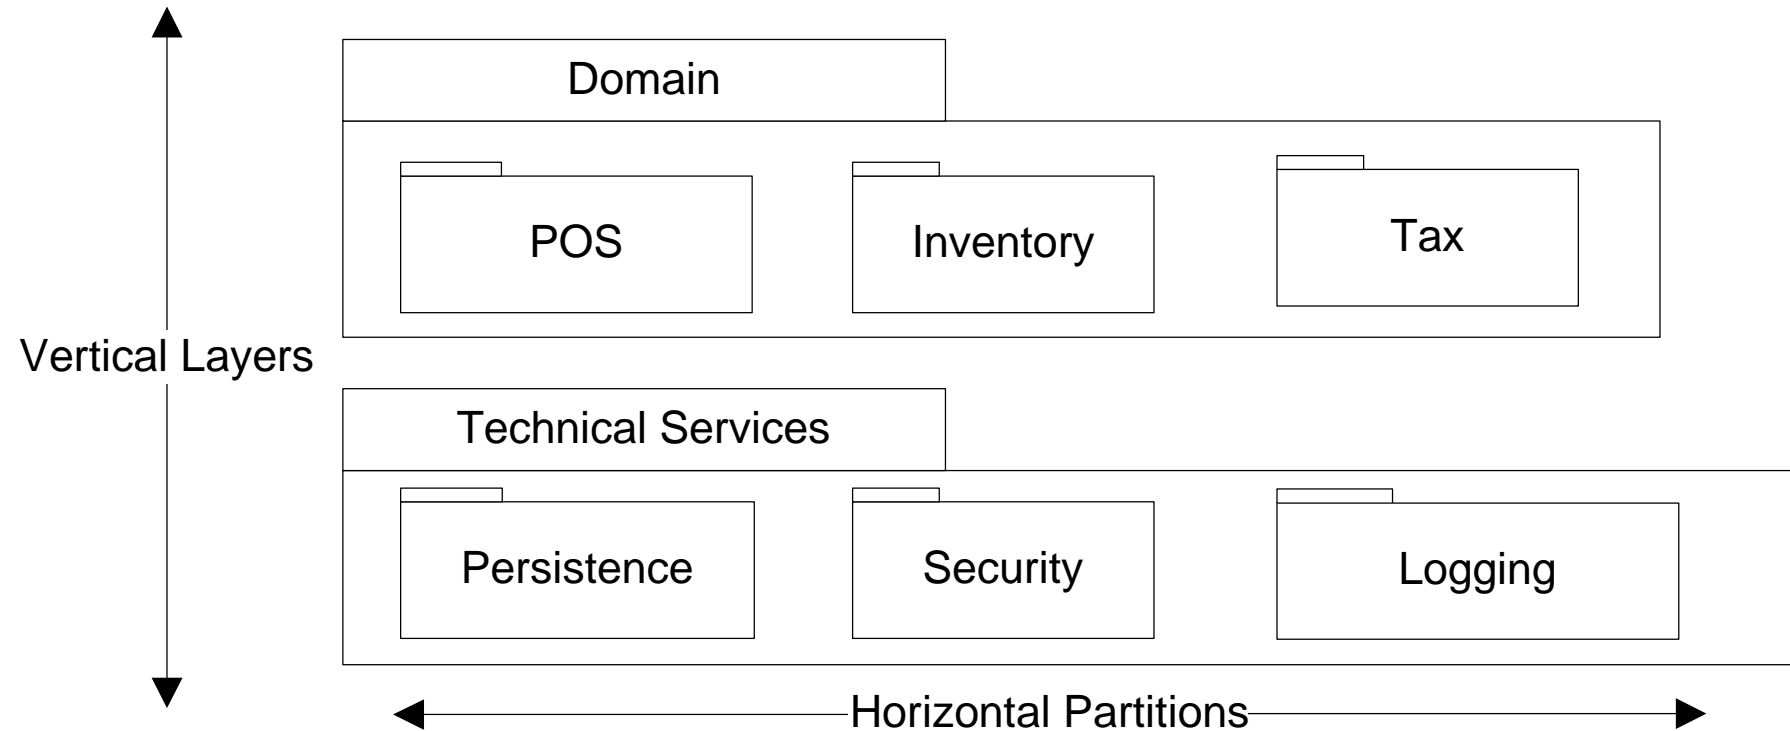 Domain
POS
Inventory
Tax
Vertical Layers
Technical Services
Persistence
Security
Logging
Horizontal Partitions